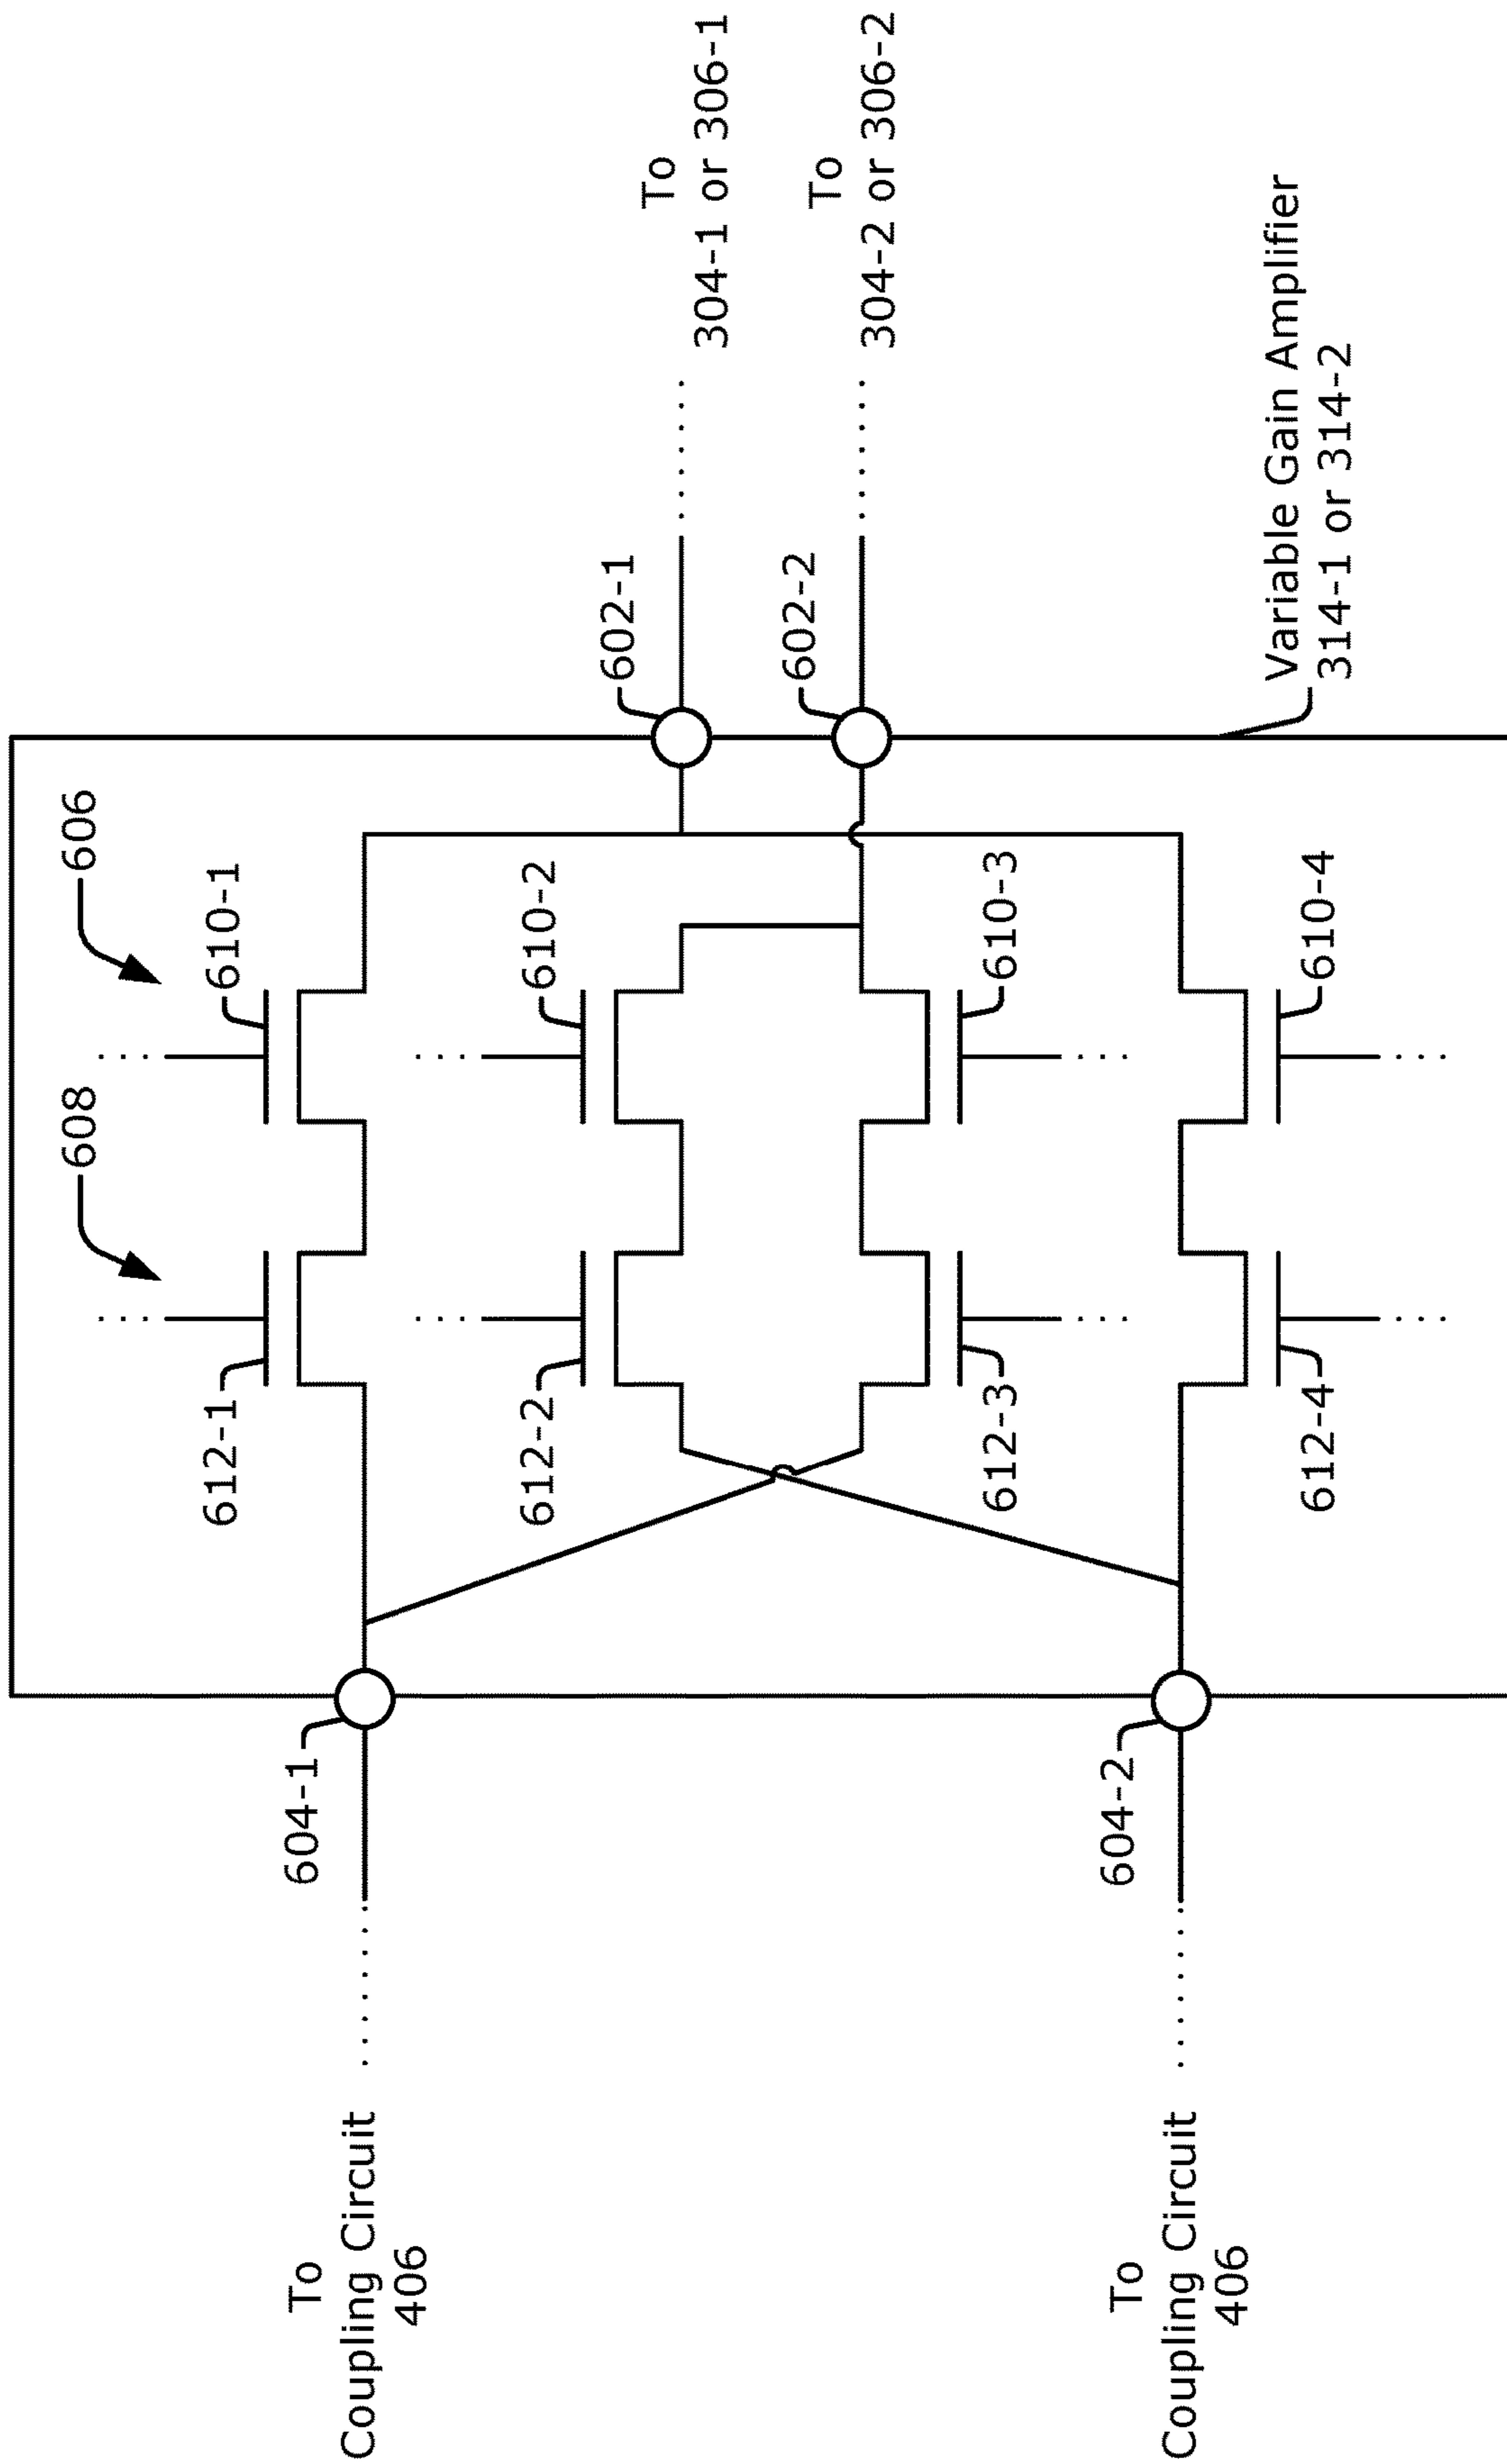 608
606
612-1
610-1
612-2
610-2
612-3
610-3
612-4
610-4
604-1
604-2
602-1
602-2
To
Coupling Circuit
406
To
Coupling Circuit
406
To
304-1 or 306-1
To
304-2 or 306-2
Variable Gain Amplifier
314-1 or 314-2